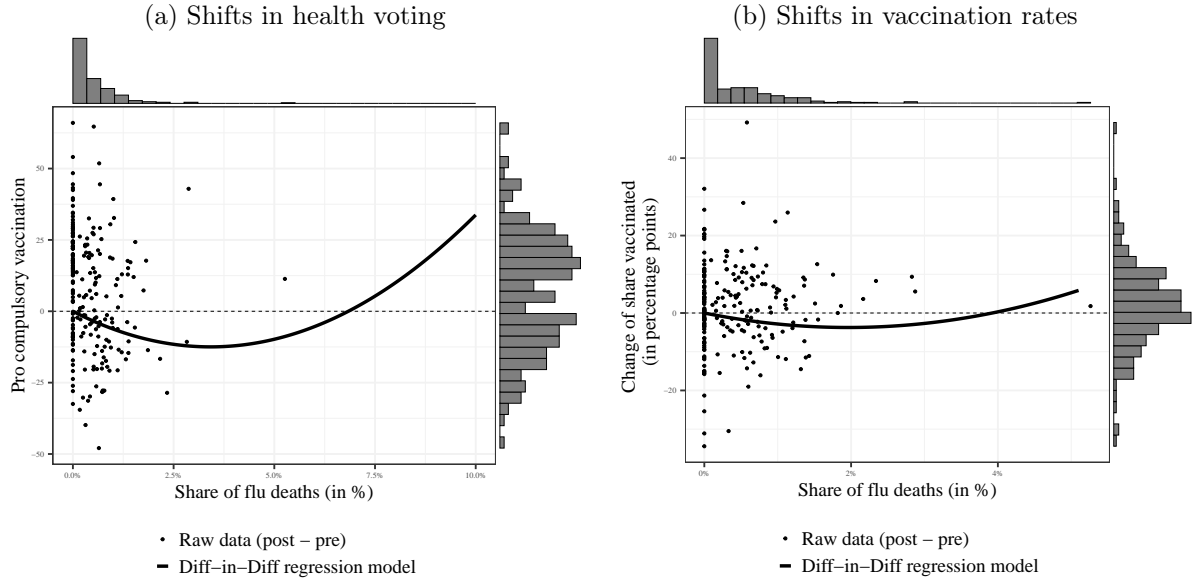 (a) Shifts in health voting
Pro compulsory vaccination
50
25
0
−25
−50
0.0%
2.5%
5.0%
7.5%
10.0%
Share of flu deaths (in %)
Raw data (post − pre)
Diff−in−Diff regression model
(b) Shifts in vaccination rates
Change of share vaccinated
(in percentage points)
40
20
0
−20
0%
2%
4%
Share of flu deaths (in %)
Raw data (post − pre)
Diff−in−Diff regression model